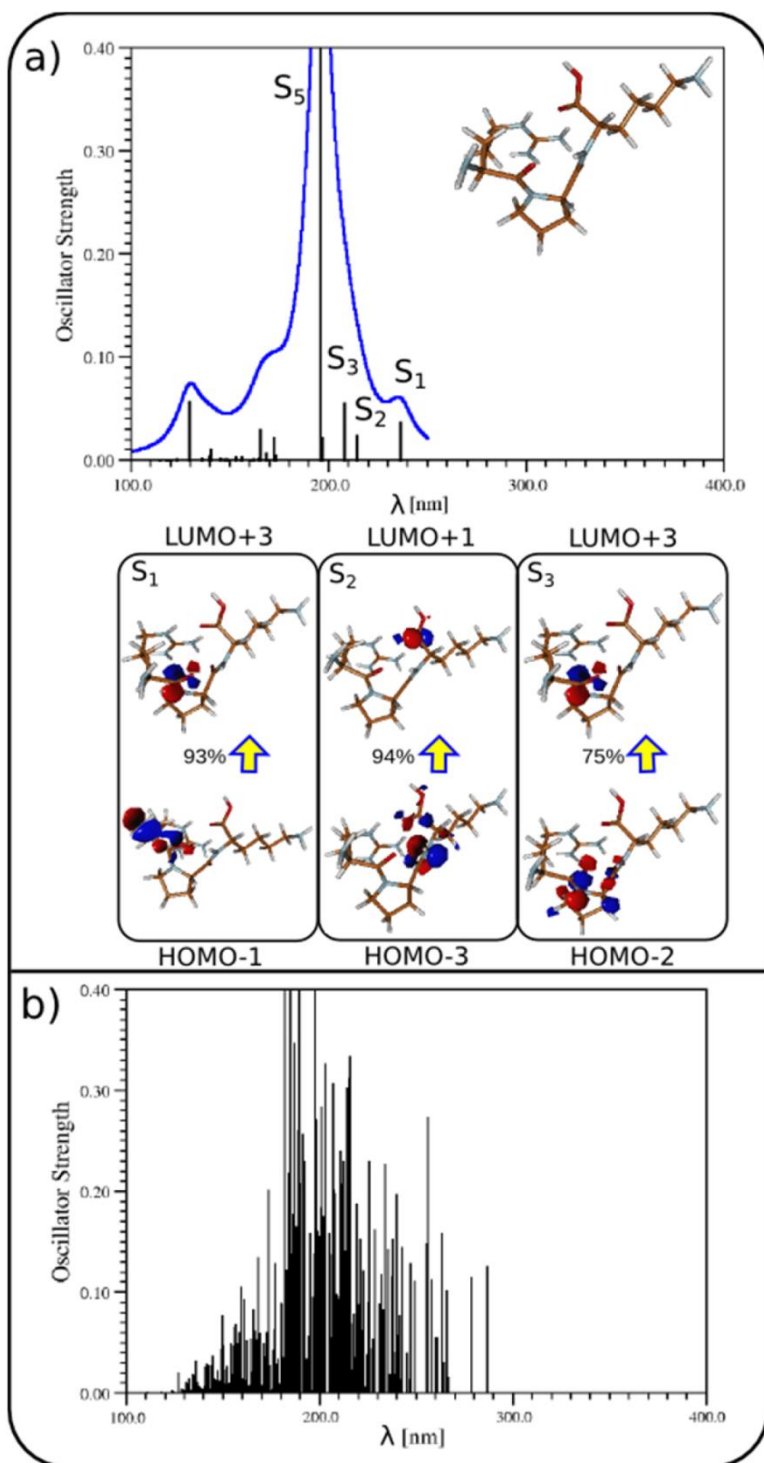 a)
0.40
S5
0.30
Oscillator Strength
0.20
S3
S1
0.10
S2
0.00
100.0 200.0 300.0 400.0
λ [nm]
LUMO+3 LUMO+1 LUMO+3
S1 S2 S3
93% 94% 75%
HOMO-1 HOMO-3 HOMO-2
b)
0.40
0.30
Oscillator Strength
0.20
0.10
0.00
100.0 200.0 300.0 400.0
λ [nm]